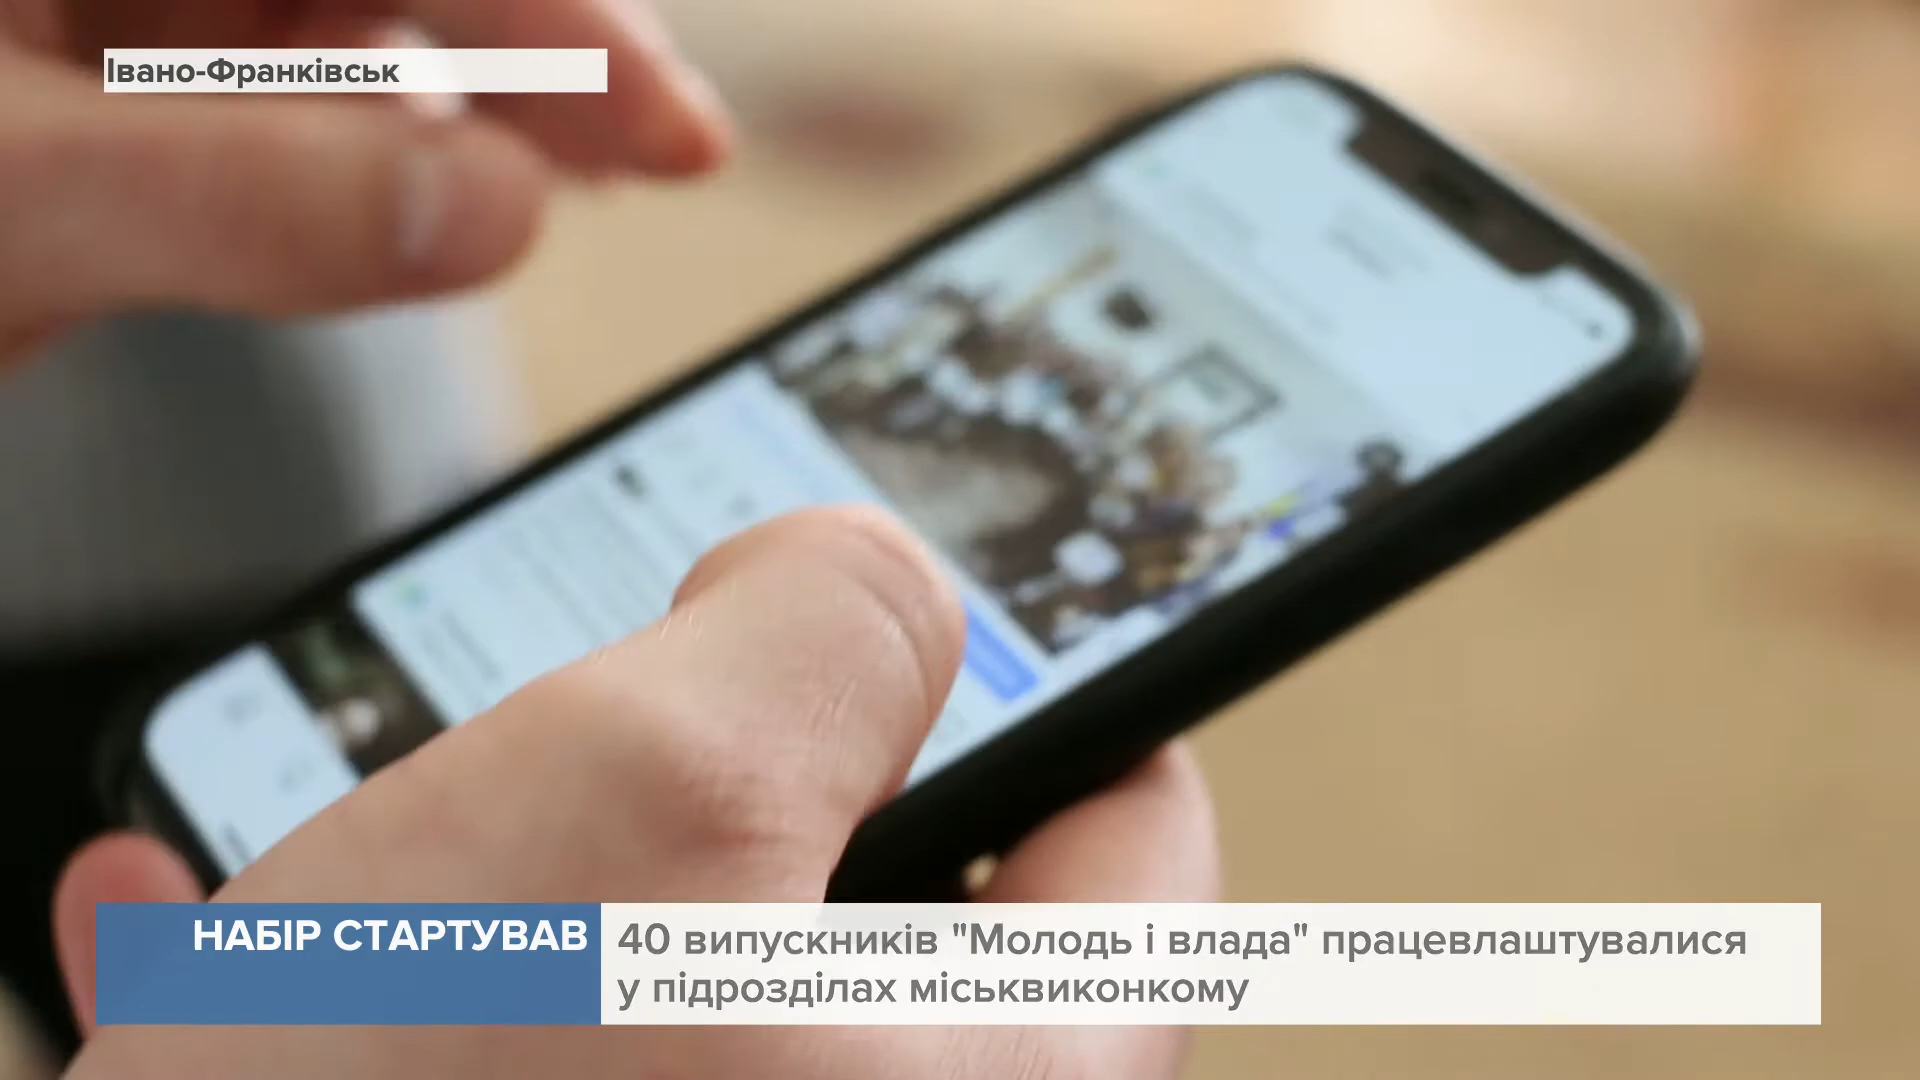 Івано-Франківськ
НАБІР СТАРТУВАВ
40 випускників "Молодь і влада" працевлаштувалися
у підрозділах міськвиконкому